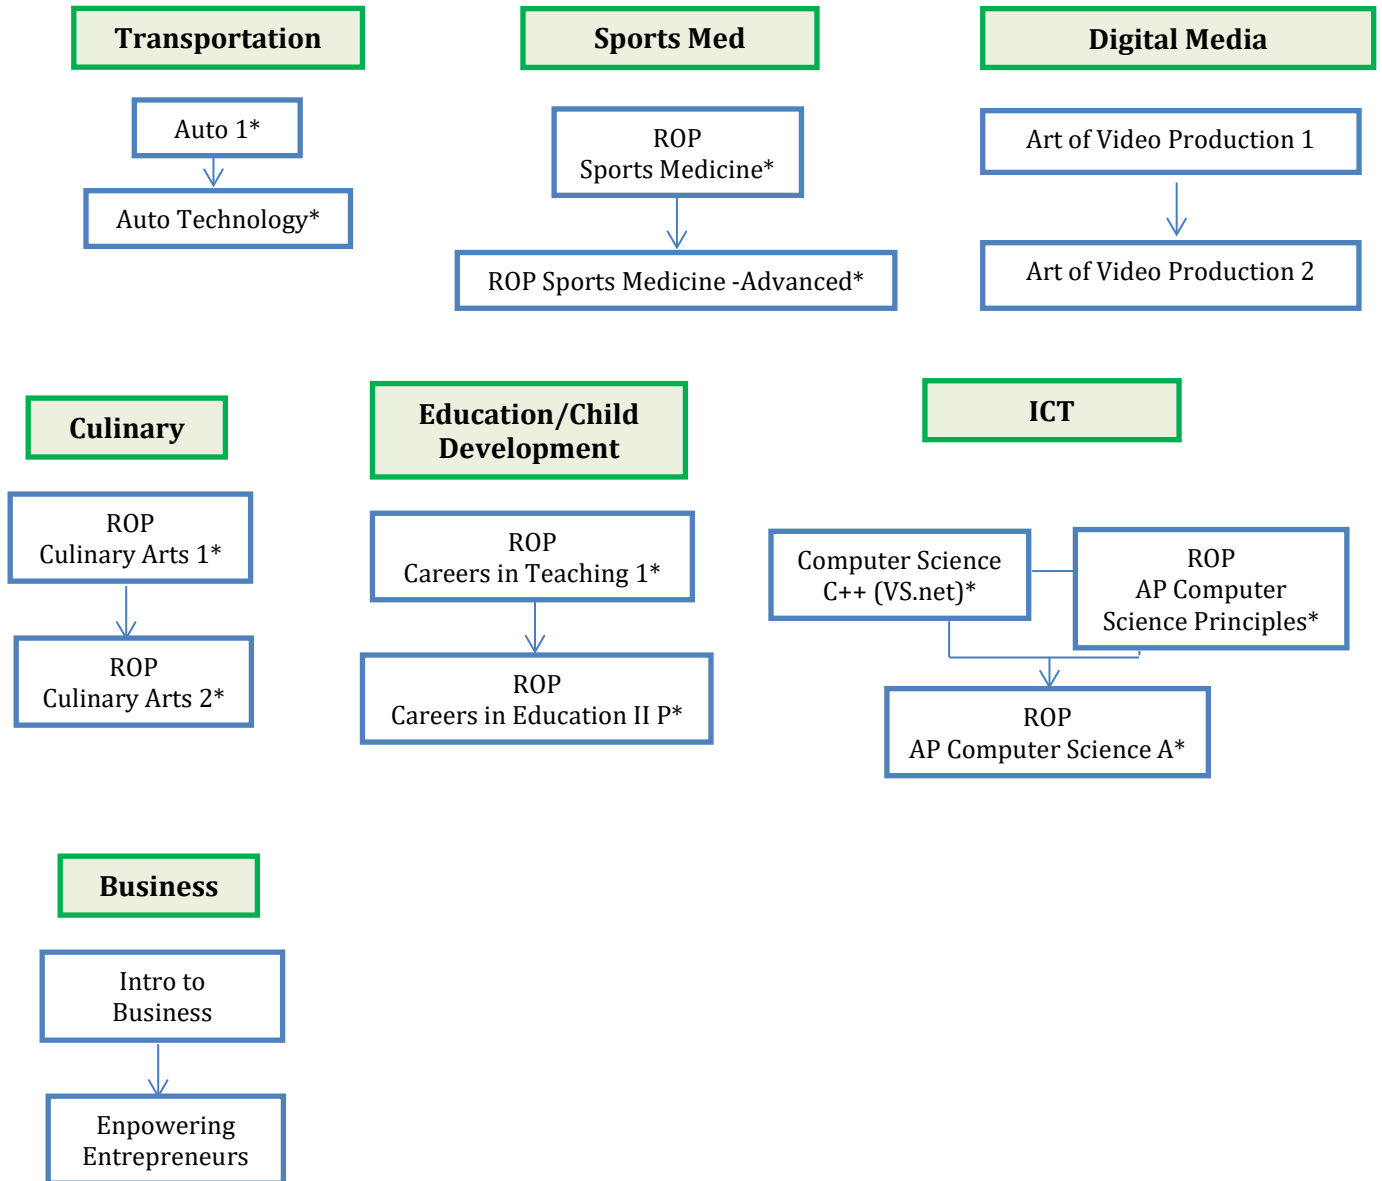 Transportation
Auto 1*
Auto Technology*
Sports Med
ROP
Sports Medicine*
ROP Sports Medicine -Advanced*
Digital Media
Art of Video Production 1
Art of Video Production 2
Culinary
ROP
Culinary Arts 1*
ROP
Culinary Arts 2*
Education/Child
Development
ROP
Careers in Teaching 1*
ROP
Careers in Education II P*
ICT
Computer Science
C++ (VS.net)*
ROP
AP Computer
Science Principles*
ROP
AP Computer Science A*
Business
Intro to
Business
Enpowering
Entrepreneurs